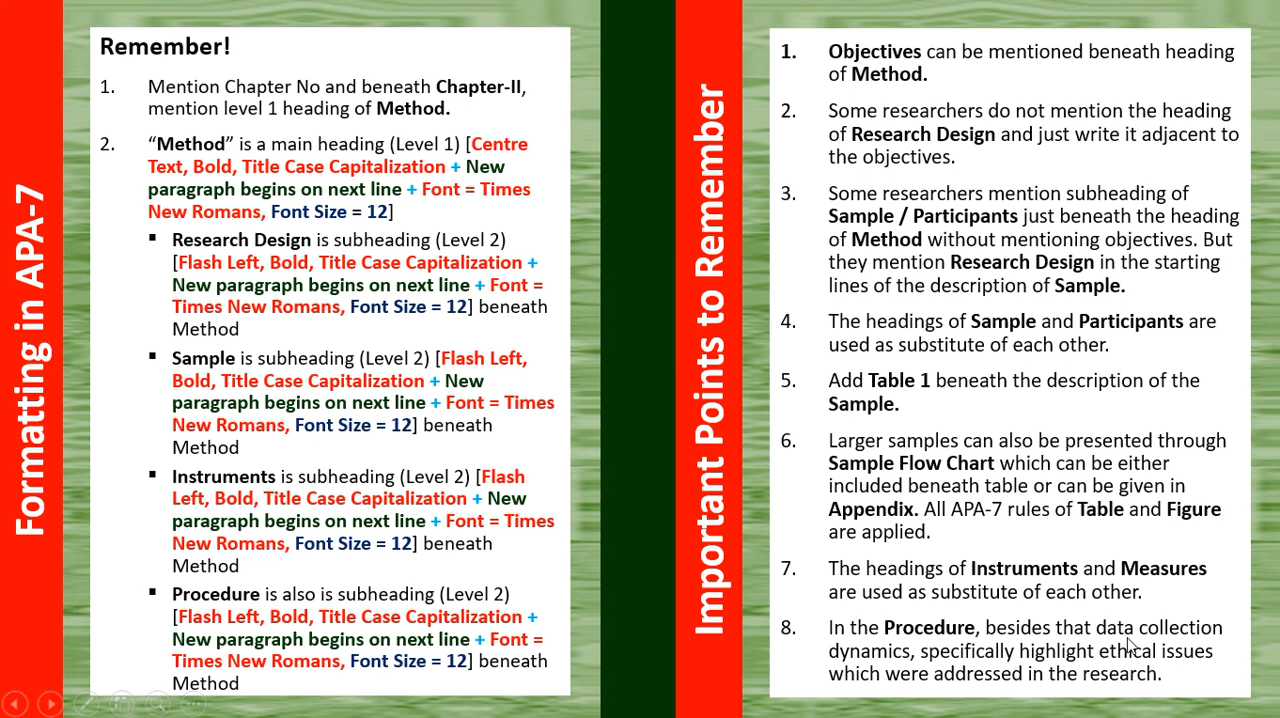 Formatting in APA-7
Remember!
1. Mention Chapter No and beneath Chapter-II,
mention level 1 heading of Method.
2. “Method” is a main heading (Level 1) [Centre
Text, Bold, Title Case Capitalization + New
paragraph begins on next line + Font = Times
New Romans, Font Size = 12]
▪ Research Design is subheading (Level 2)
[Flash Left, Bold, Title Case Capitalization +
New paragraph begins on next line + Font =
Times New Romans, Font Size = 12] beneath
Method
▪ Sample is subheading (Level 2) [Flash Left,
Bold, Title Case Capitalization + New
paragraph begins on next line + Font = Times
New Romans, Font Size = 12] beneath
Method
▪ Instruments is subheading (Level 2) [Flash
Left, Bold, Title Case Capitalization + New
paragraph begins on next line + Font = Times
New Romans, Font Size = 12] beneath
Method
▪ Procedure is also is subheading (Level 2)
[Flash Left, Bold, Title Case Capitalization +
New paragraph begins on next line + Font =
Times New Romans, Font Size = 12] beneath
Method
Important Points to Remember
1. Objectives can be mentioned beneath heading
of Method.
2. Some researchers do not mention the heading
of Research Design and just write it adjacent to
the objectives.
3. Some researchers mention subheading of
Sample / Participants just beneath the heading
of Method without mentioning objectives. But
they mention Research Design in the starting
lines of the description of Sample.
4. The headings of Sample and Participants are
used as substitute of each other.
5. Add Table 1 beneath the description of the
Sample.
6. Larger samples can also be presented through
Sample Flow Chart which can be either
included beneath table or can be given in
Appendix. All APA-7 rules of Table and Figure
are applied.
7. The headings of Instruments and Measures
are used as substitute of each other.
8. In the Procedure, besides that data collection
dynamics, specifically highlight ethical issues
which were addressed in the research.